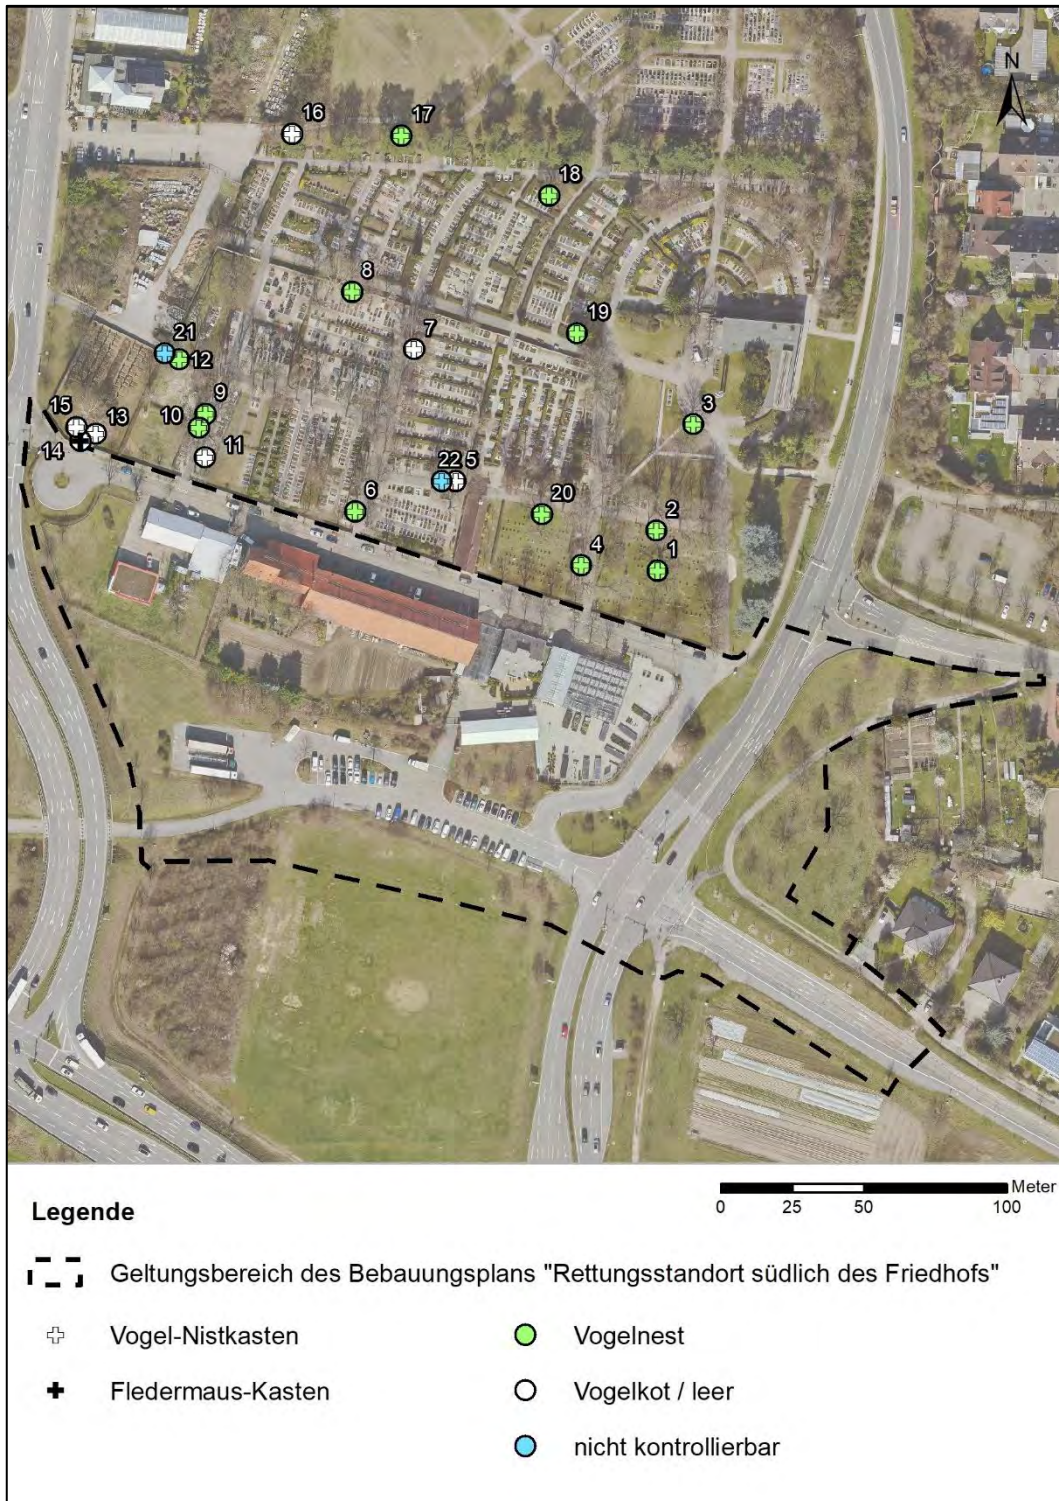 N
16
17
18
8
7
19
21
12
9
3
15
13
10
14
11
22
5
6
20
2
4
1
Meter
0
25
50
100
Legende
Geltungsbereich des Bebauungsplans "Rettungsstandort südlich des Friedhofs"
Vogel-Nistkasten
Vogelnest
Fledermaus-Kasten
Vogelkot / leer
nicht kontrollierbar